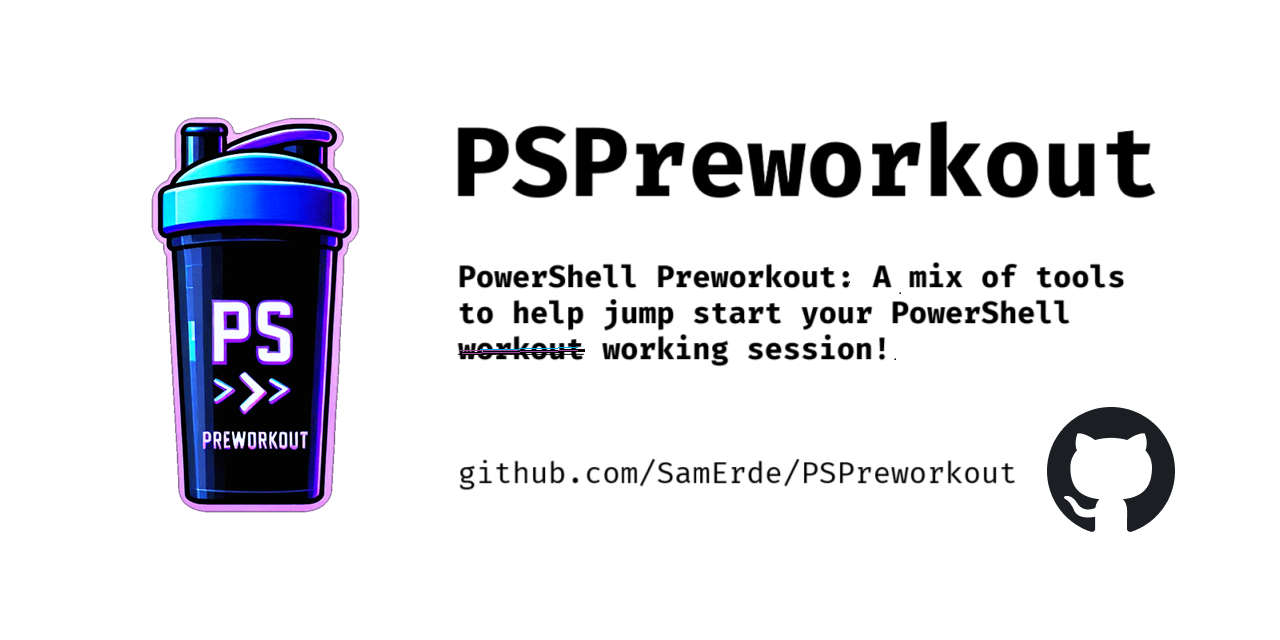 PSPreworkout
PowerShell Preworkout: A mix of tools
to help jump start your PowerShell
workout working session!
github.com/SamErde/PSPreworkout
PS
>>>
PREWORKOUT